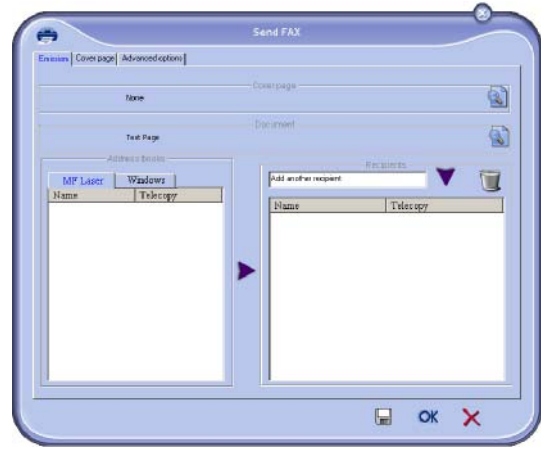 Send FAX
Emission Cover page Advanced options
Cover page
None
Document
Test Page
Address books
Recipients
MF Laser Windows
Add another recipient
Name Telecopy
Name Telecopy
OK